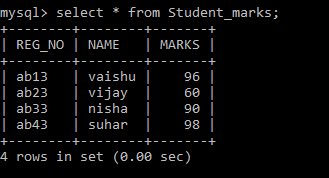 mysql> select * from Student_marks;
+--------+--------+-------+
| REG_NO | NAME   | MARKS |
+--------+--------+-------+
| ab13   | vaishu |    96 |
| ab23   | vijay  |    60 |
| ab33   | nisha  |    90 |
| ab43   | suhar  |    98 |
+--------+--------+-------+
4 rows in set (0.00 sec)